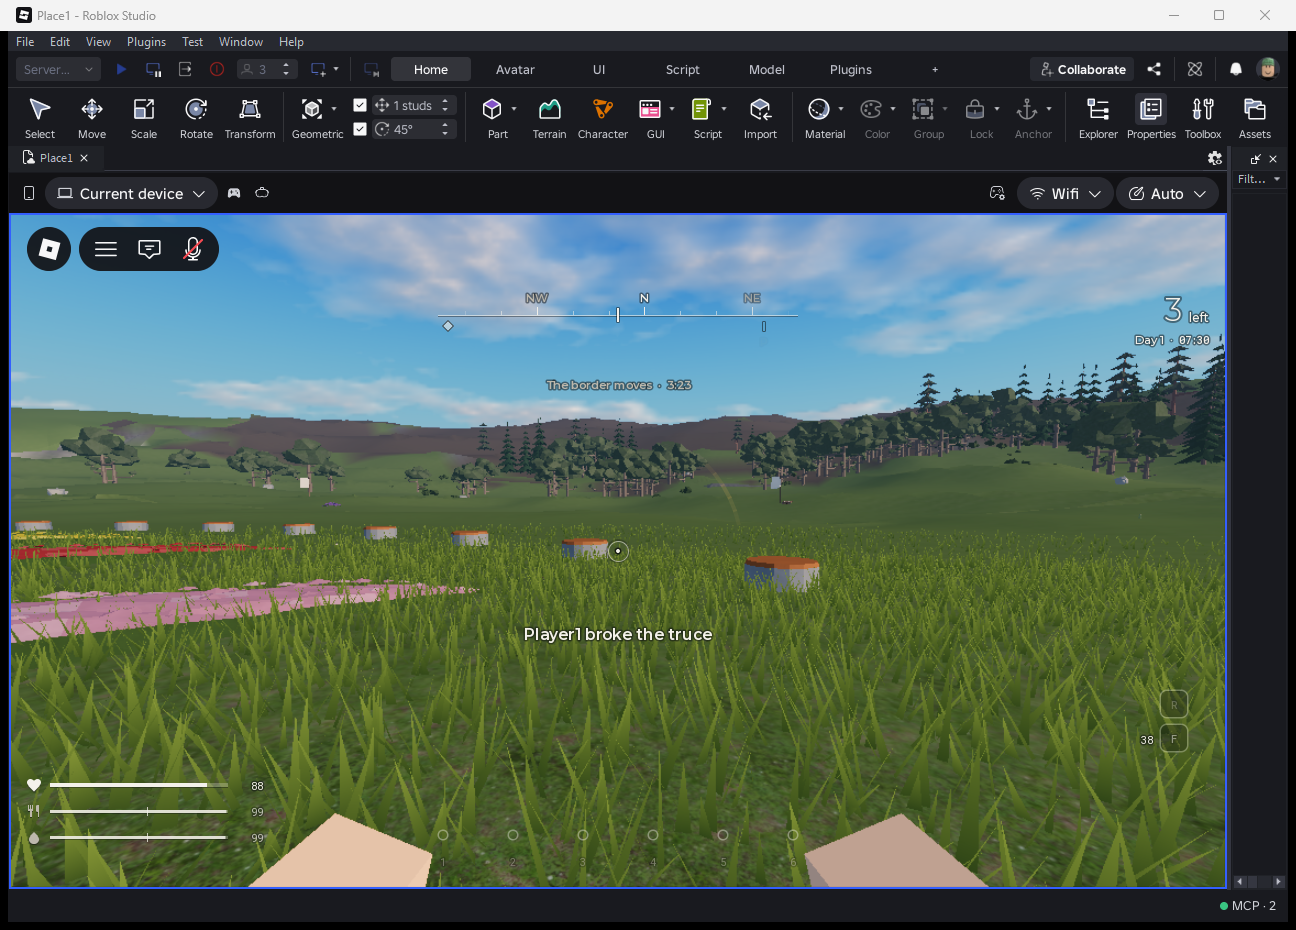 Place1 - Roblox Studio
File Edit View Plugins Test Window Help
Server... 3 Home Avatar UI Script Model Plugins + Collaborate
1 studs
45°
Select Move Scale Rotate Transform Geometric Part Terrain Character GUI Script Import Material Color Group Lock Anchor Explorer Properties Toolbox Assets
Place1
Filt...
Current device Wifi Auto
NW N NE
3 left
Day 1 · 07:30
The border moves · 3:23
Player1 broke the truce
R
38 F
88
99
99
1 2 3 4 5 6
MCP · 2